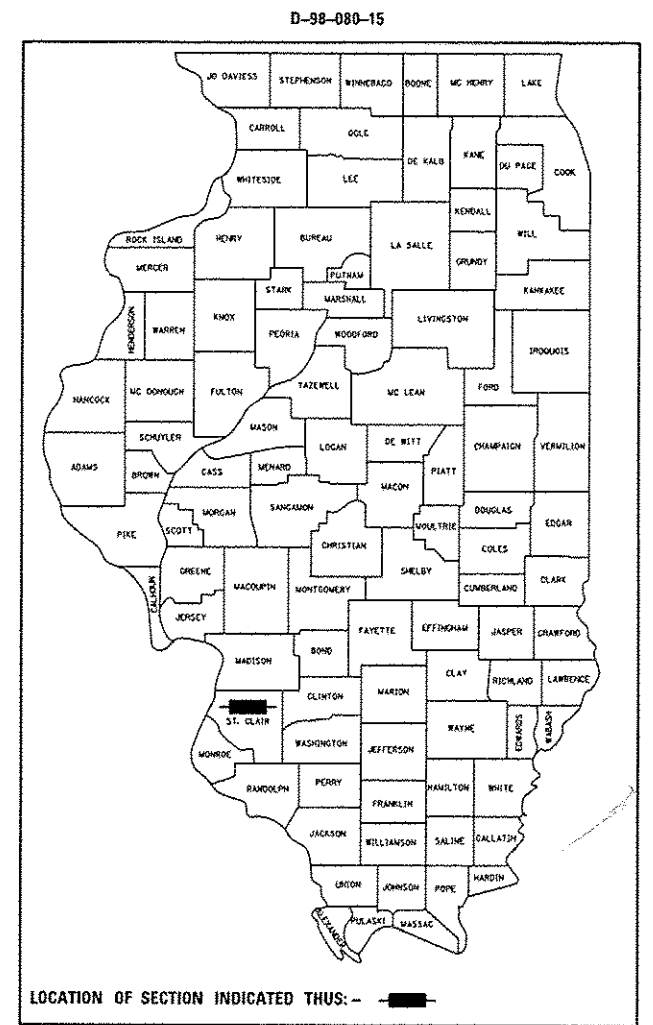 D-98-080-15
JO DAVIESS STEPHENSON WINNEBAGO BOONE MC HENRY LAKE
CARROLL OGLE DE KALB KANE DU PAGE COOK
WHITESIDE LEE KENDALL WILL
ROCK ISLAND HENRY BUREAU LA SALLE GRUNDY
MERCER PUTNAM KANKAKEE
STARK MARSHALL
HENDERSON WARREN KNOX PEORIA WOODFORD LIVINGSTON IROQUOIS
HANCOCK MC DONOUGH FULTON TAZEWELL MC LEAN FORD
SCHUYLER MASON LOGAN DE WITT CHAMPAIGN VERMILION
ADAMS BROWN CASS MENARD MACON PIATT
PIKE SCOTT MORGAN SANGAMON MOULTRIE DOUGLAS EDGAR
CHRISTIAN COLES
CALHOUN GREENE MACOUPIN MONTGOMERY SHELBY CUMBERLAND CLARK
JERSEY FAYETTE EFFINGHAM JASPER CRAWFORD
MADISON BOND CLAY RICHLAND LAWRENCE
CLINTON MARION
ST. CLAIR WAYNE EDWARDS WABASH
MONROE WASHINGTON JEFFERSON
RANDOLPH PERRY HAMILTON WHITE
FRANKLIN
JACKSON WILLIAMSON SALINE GALLATIN
UNION JOHNSON POPE HARDIN
ALEXANDER PULASKI MASSAC
LOCATION OF SECTION INDICATED THUS: -